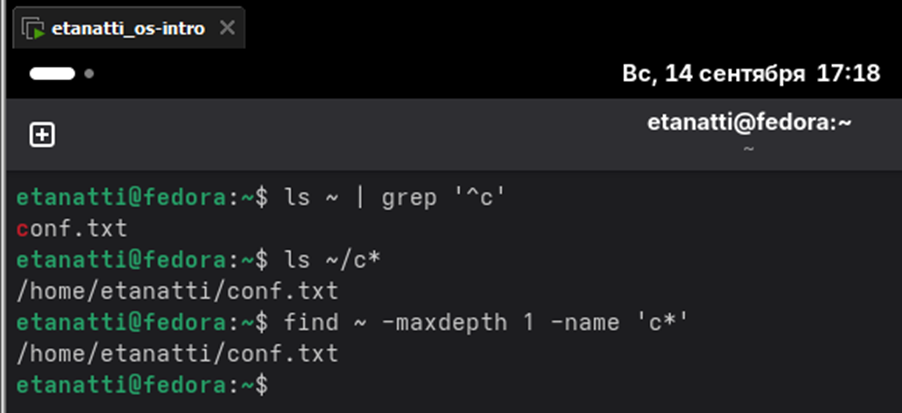 etanatti_os-intro
Вс, 14 сентября 17:18
etanatti@fedora:~
~
etanatti@fedora:~$ ls ~ | grep '^c'
conf.txt
etanatti@fedora:~$ ls ~/c*
/home/etanatti/conf.txt
etanatti@fedora:~$ find ~ -maxdepth 1 -name 'c*'
/home/etanatti/conf.txt
etanatti@fedora:~$